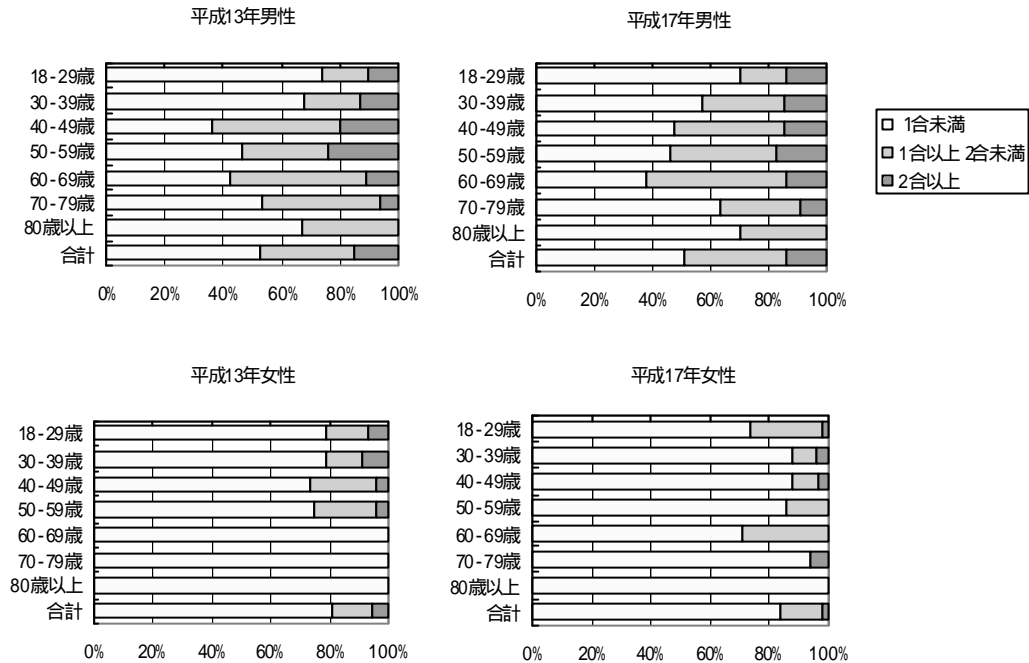 平成13年男性
18-29歳
30-39歳
40-49歳
50-59歳
60-69歳
70-79歳
80歳以上
合計
0% 20% 40% 60% 80% 100%
平成17年男性
18-29歳
30-39歳
40-49歳
50-59歳
60-69歳
70-79歳
80歳以上
合計
0% 20% 40% 60% 80% 100%
1合未満
1合以上 2合未満
2合以上
平成13年女性
18-29歳
30-39歳
40-49歳
50-59歳
60-69歳
70-79歳
80歳以上
合計
0% 20% 40% 60% 80% 100%
平成17年女性
18-29歳
30-39歳
40-49歳
50-59歳
60-69歳
70-79歳
80歳以上
合計
0% 20% 40% 60% 80% 100%